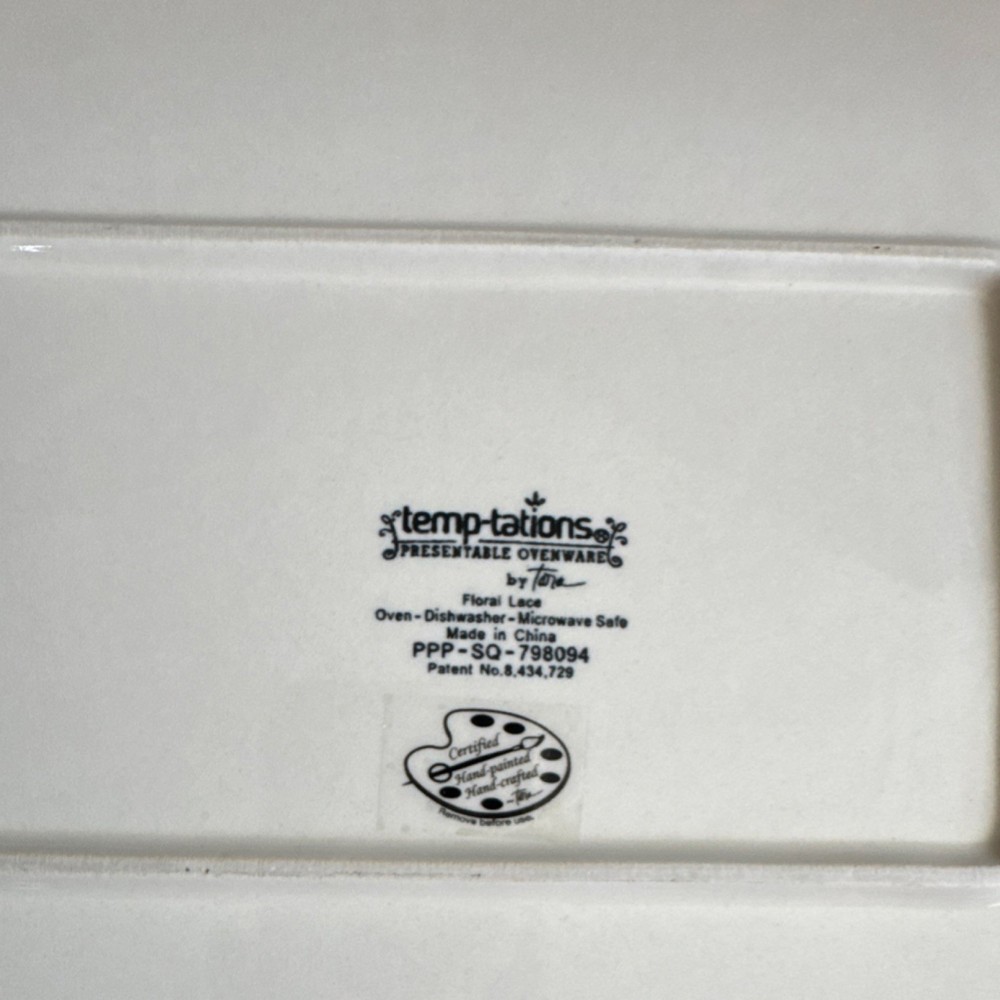 temp-tations
PRESENTABLE OVENWARE
by Tara
Floral Lace
Oven-Dishwasher-Microwave Safe
Made in China
PPP-SQ-798094
Patent No.8,434,729
Certified
Hand-painted
Hand-crafted
Tara
Remove before use.